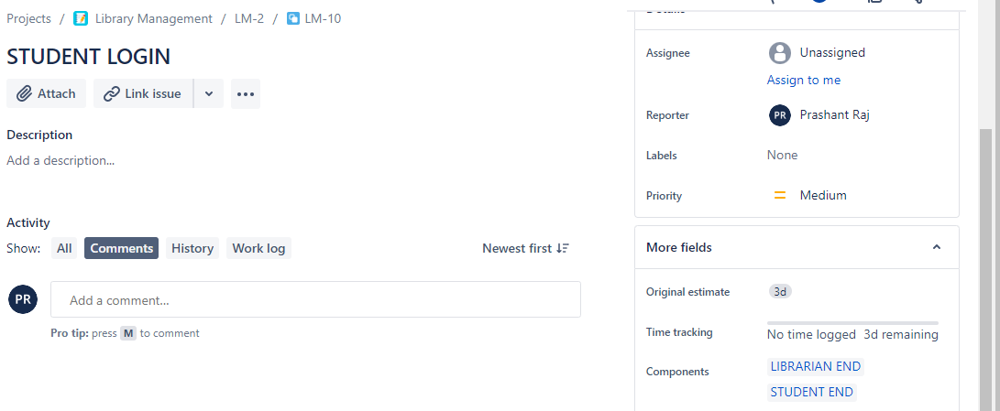 Projects / Library Management / LM-2 / LM-10
STUDENT LOGIN
Attach Link issue
Description
Add a description...
Activity
Show: All Comments History Work log Newest first
PR Add a comment...
Pro tip: press M to comment
Assignee Unassigned
Assign to me
Reporter PR Prashant Raj
Labels None
Priority Medium
More fields
Original estimate 3d
Time tracking No time logged 3d remaining
Components LIBRARIAN END
STUDENT END